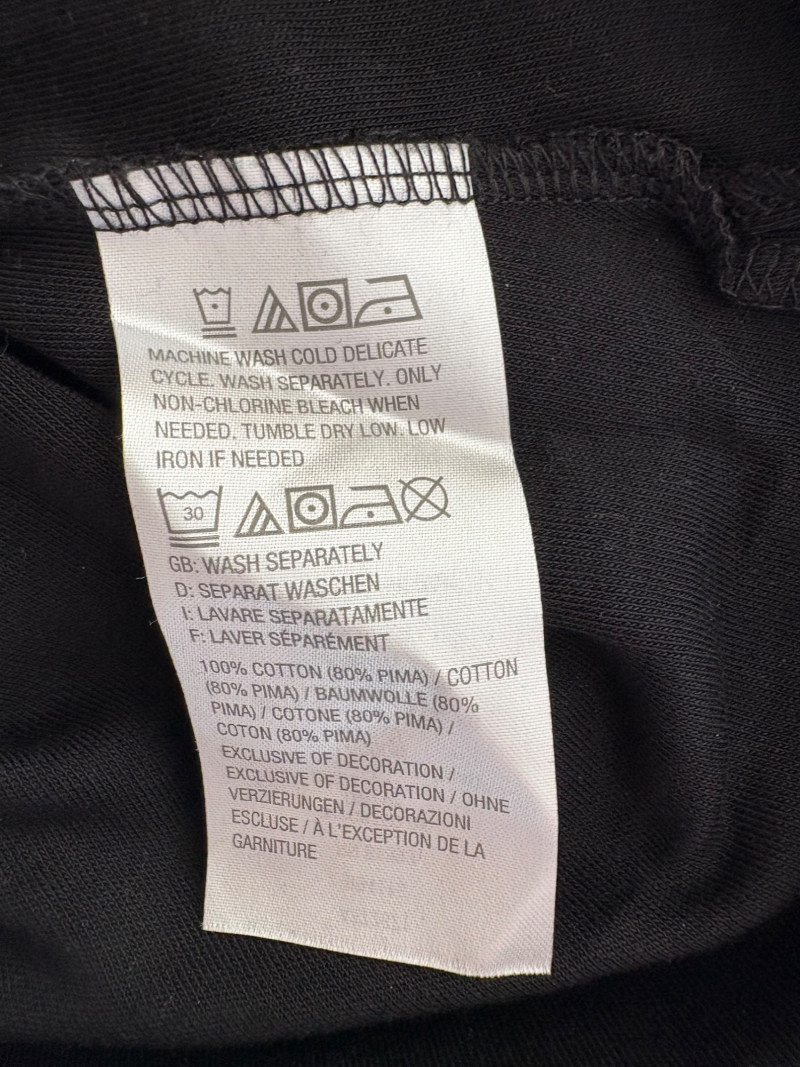 MACHINE WASH COLD DELICATE
CYCLE. WASH SEPARATELY. ONLY
NON-CHLORINE BLEACH WHEN
NEEDED. TUMBLE DRY LOW. LOW
IRON IF NEEDED
30
GB: WASH SEPARATELY
D: SEPARAT WASCHEN
I: LAVARE SEPARATAMENTE
F: LAVER SÉPARÉMENT
100% COTTON (80% PIMA) / COTTON
(80% PIMA) / BAUMWOLLE (80%
PIMA) / COTONE (80% PIMA) /
COTON (80% PIMA)
EXCLUSIVE OF DECORATION /
EXCLUSIVE OF DECORATION / OHNE
VERZIERUNGEN / DECORAZIONI
ESCLUSE / À L'EXCEPTION DE LA
GARNITURE